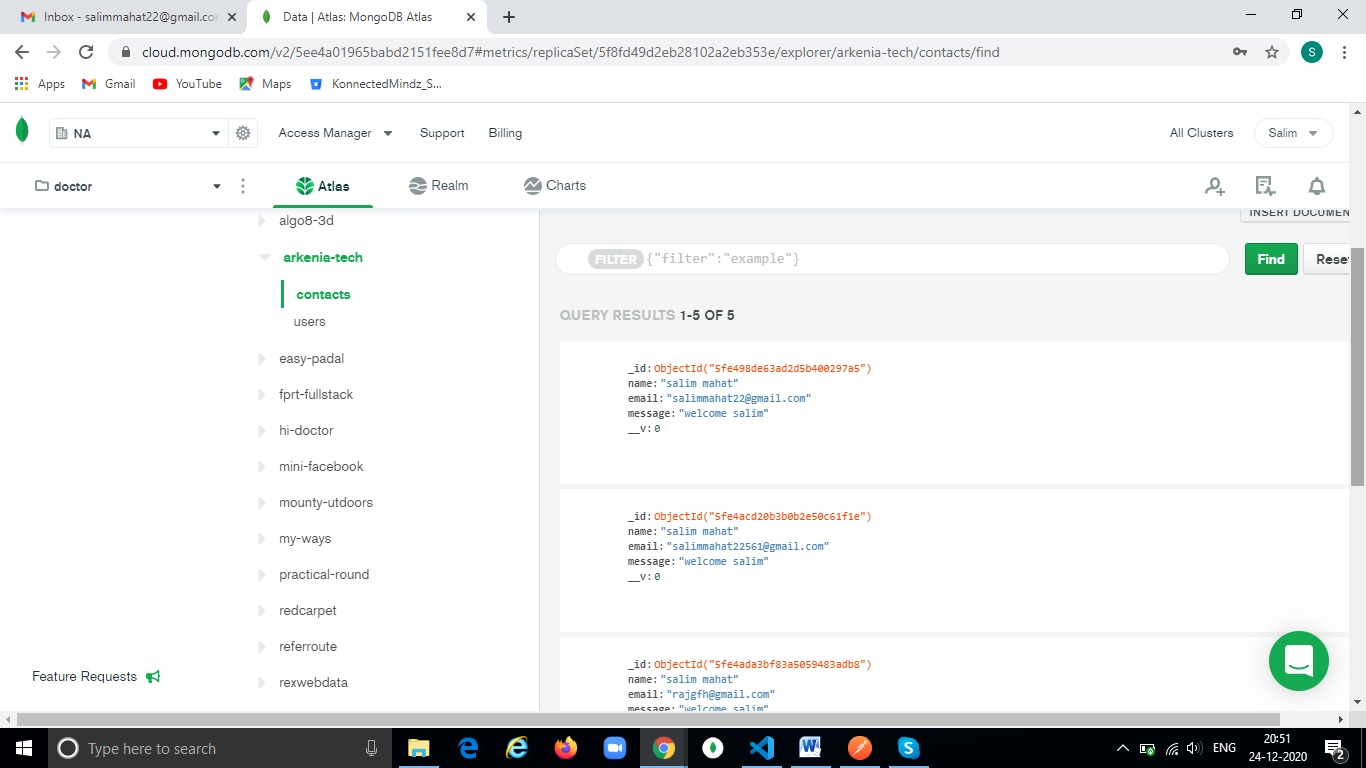 Inbox - salimmahat22@gmail.co
Data | Atlas: MongoDB Atlas
cloud.mongodb.com/v2/5ee4a01965babd2151fee8d7#metrics/replicaSet/5f8fd49d2eb28102a2eb353e/explorer/arkenia-tech/contacts/find
S
Apps Gmail YouTube Maps KonnectedMindz_S...
NA Access Manager Support Billing All Clusters Salim
doctor Atlas Realm Charts
algo8-3d
arkenia-tech
contacts
users
easy-padal
fprt-fullstack
hi-doctor
mini-facebook
mounty-utdoors
my-ways
practical-round
redcarpet
referroute
rexwebdata
Feature Requests
INSERT DOCUMEN
FILTER {"filter":"example"} Find Rese
QUERY RESULTS 1-5 OF 5
_id: ObjectId("5fe498de63ad2d5b400297a5")
name: "salim mahat"
email: "salimmahat22@gmail.com"
message: "welcome salim"
__v: 0
_id: ObjectId("5fe4acd20b3b0b2e50c61f1e")
name: "salim mahat"
email: "salimmahat22561@gmail.com"
message: "welcome salim"
__v: 0
_id: ObjectId("5fe4ada3bf83a5059483adb8")
name: "salim mahat"
email: "rajgfh@gmail.com"
message: "welcome salim"
Type here to search
ENG
20:51
24-12-2020
2